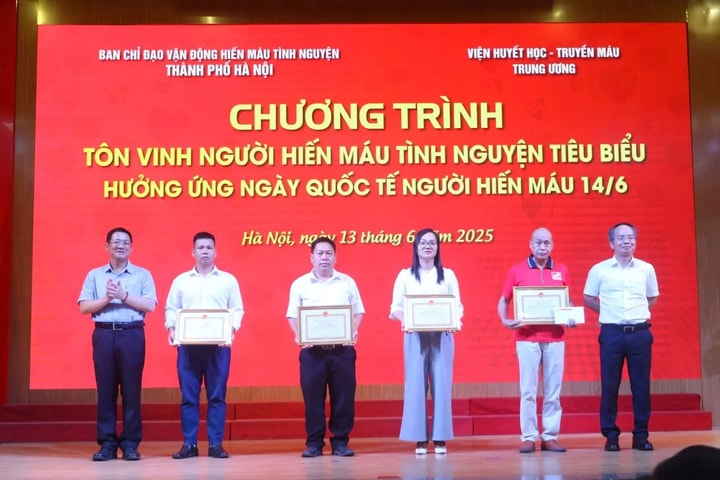 BAN CHỈ ĐẠO VẬN ĐỘNG HIẾN MÁU TÌNH NGUYỆN
THÀNH PHỐ HÀ NỘI
VIỆN HUYẾT HỌC - TRUYỀN MÁU
TRUNG ƯƠNG
CHƯƠNG TRÌNH
TÔN VINH NGƯỜI HIẾN MÁU TÌNH NGUYỆN TIÊU BIỂU
HƯỞNG ỨNG NGÀY QUỐC TẾ NGƯỜI HIẾN MÁU 14/6
Hà Nội, ngày 13 tháng 6 năm 2025